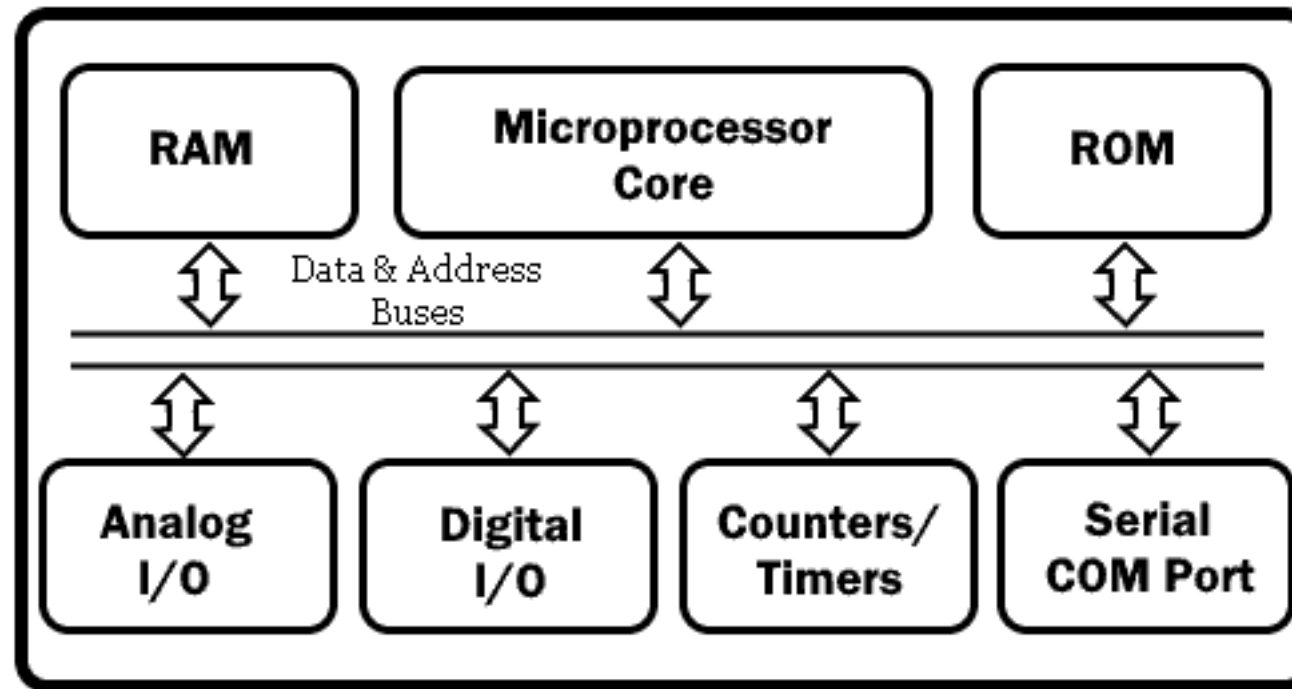 RAM
Microprocessor
Core
ROM
Data & Address
Buses
Analog
I/O
Digital
I/O
Counters/
Timers
Serial
COM Port